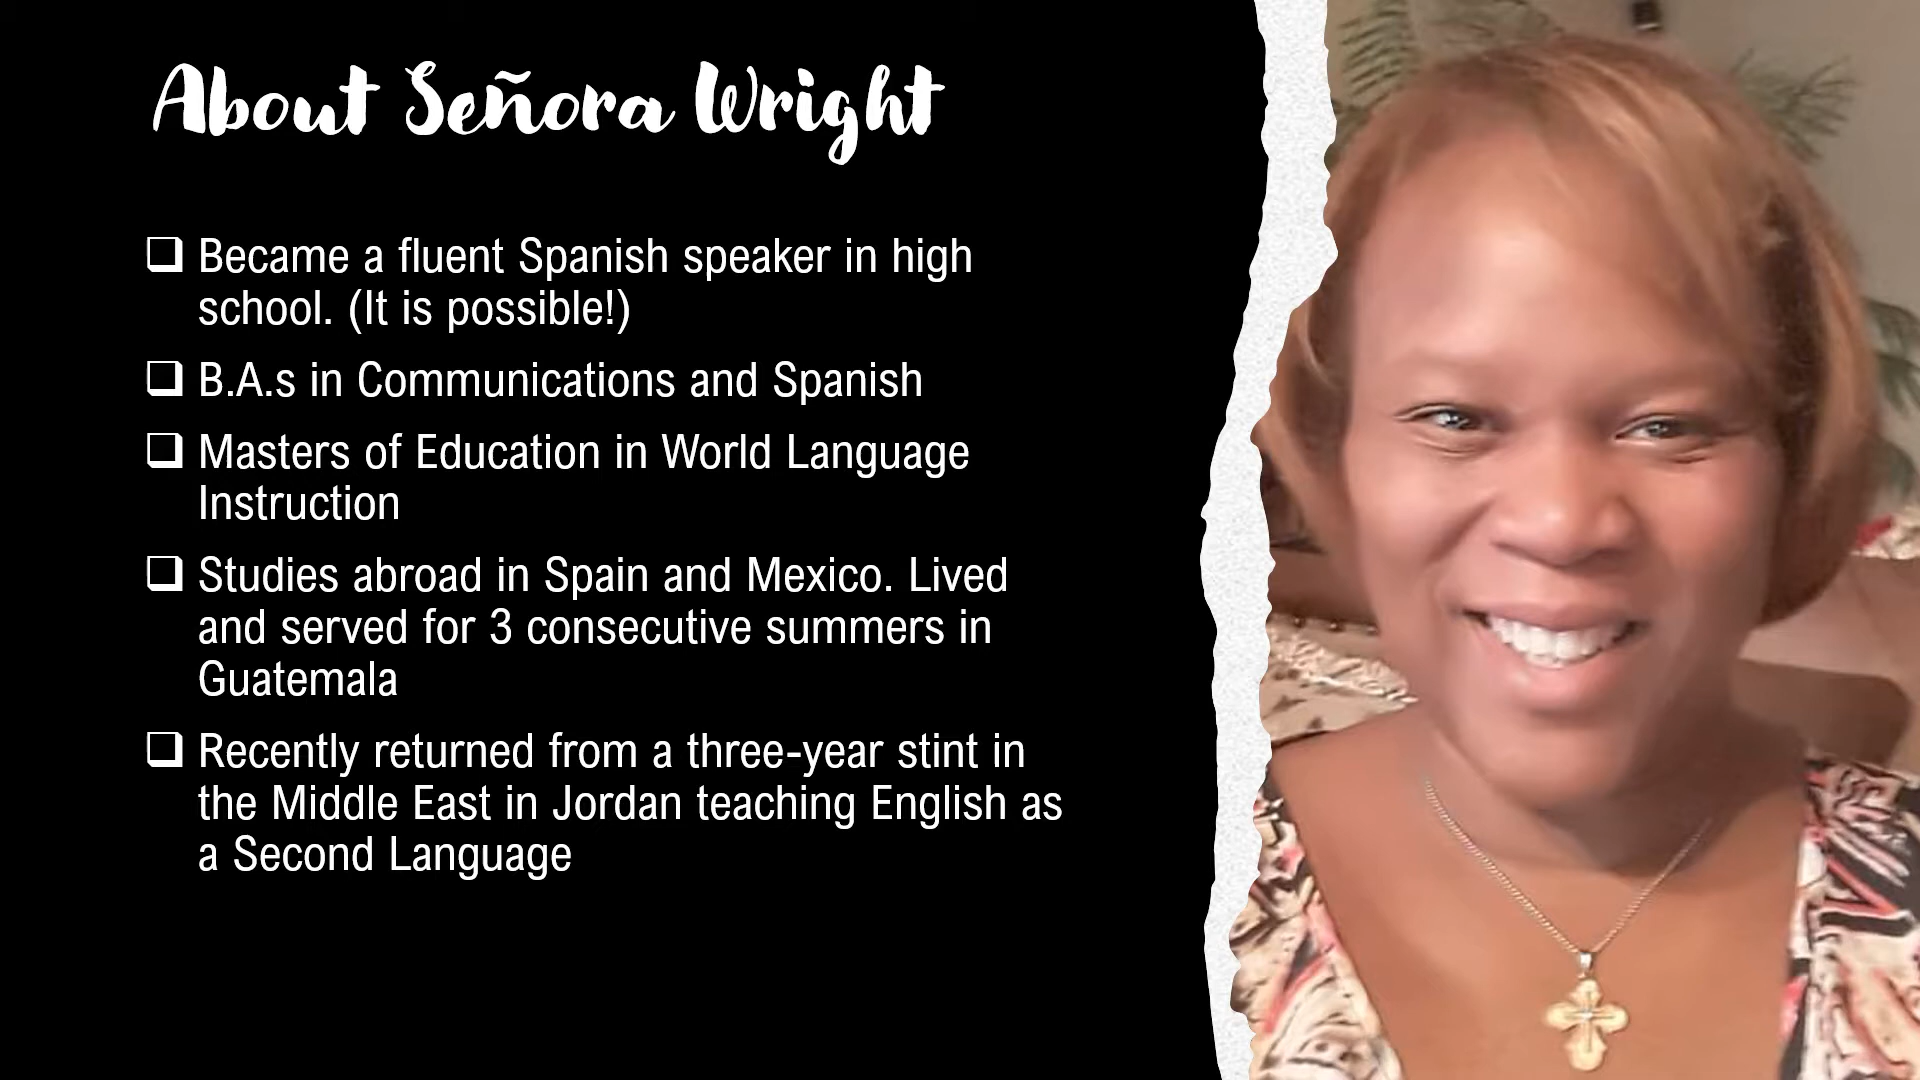 About Señora Wright
❑ Became a fluent Spanish speaker in high
school. (It is possible!)
❑ B.A.s in Communications and Spanish
❑ Masters of Education in World Language
Instruction
❑ Studies abroad in Spain and Mexico. Lived
and served for 3 consecutive summers in
Guatemala
❑ Recently returned from a three-year stint in
the Middle East in Jordan teaching English as
a Second Language